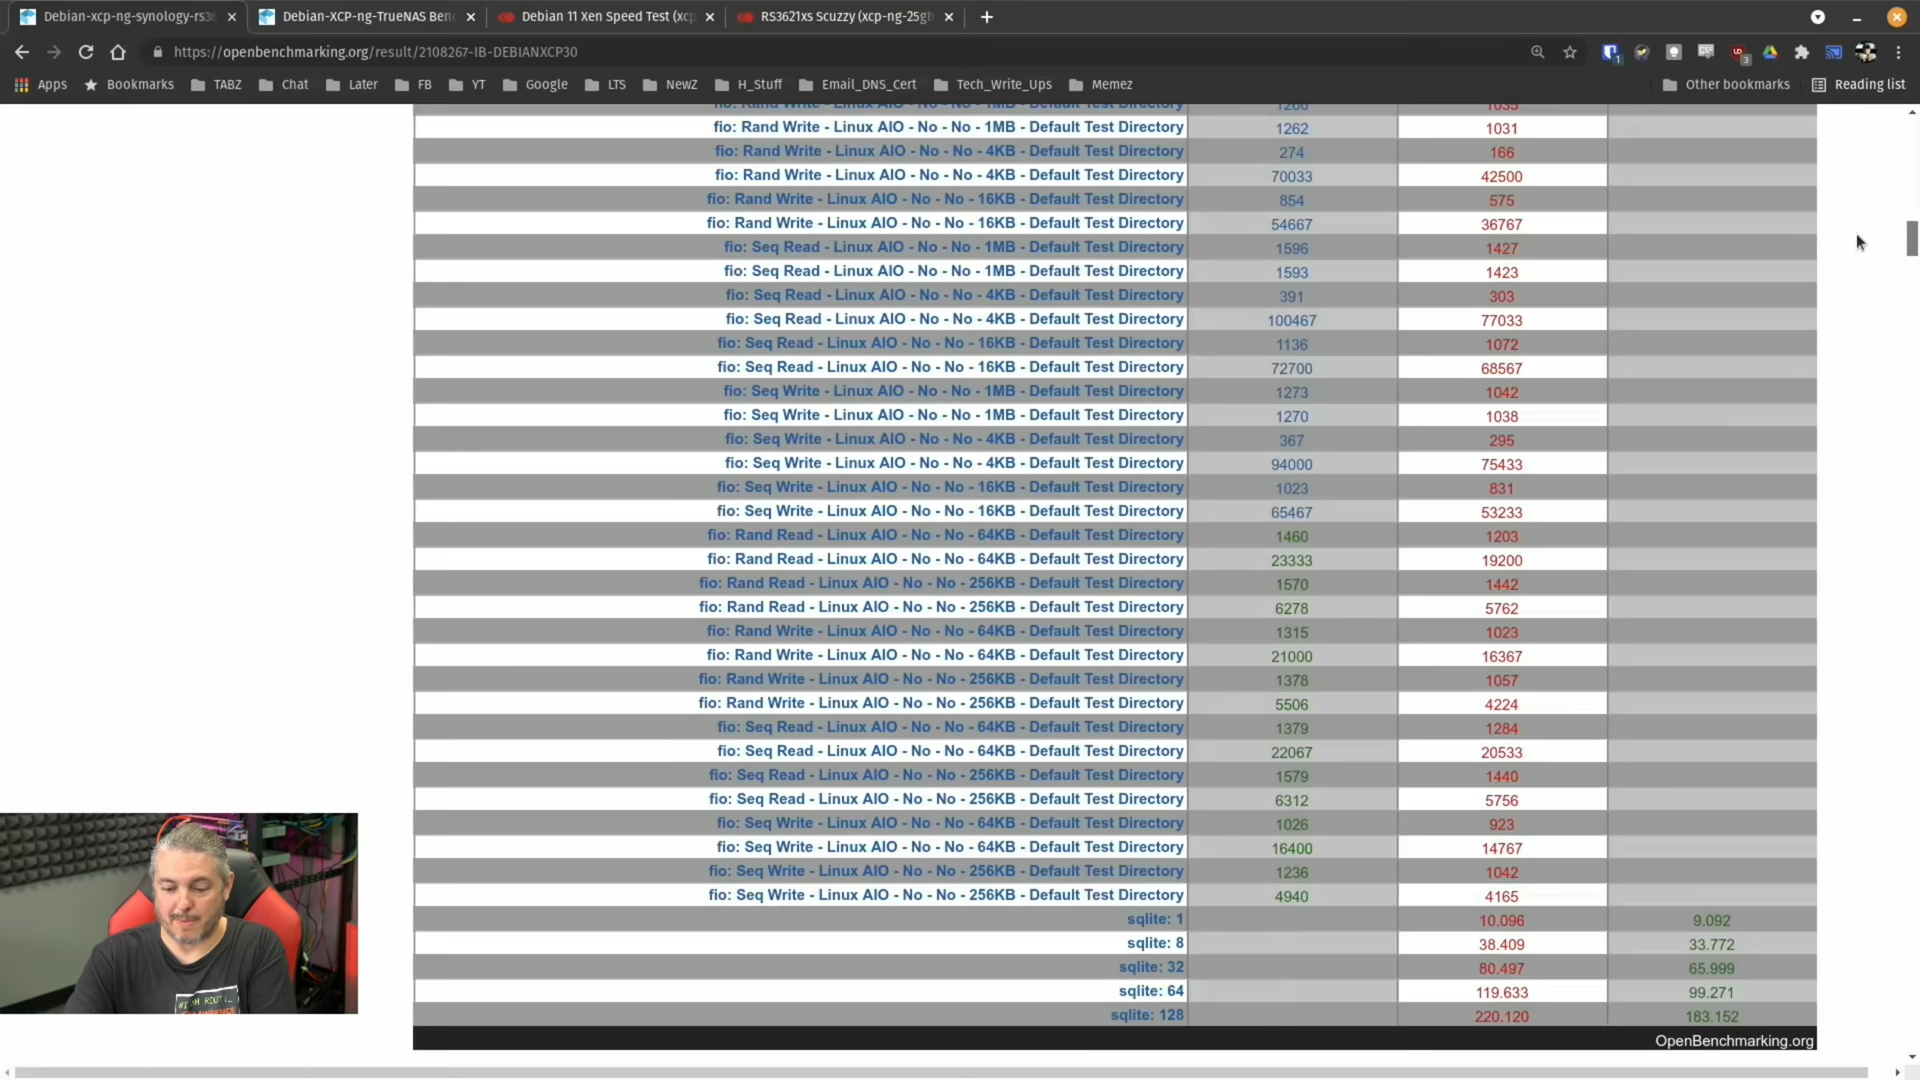 Debian-xcp-ng-synology-rs3
Debian-XCP-ng-TrueNAS Ben
Debian 11 Xen Speed Test (xcp
RS3621xs Scuzzy (xcp-ng-25g
https://openbenchmarking.org/result/2108267-IB-DEBIANXCP30
Apps Bookmarks TABZ Chat Later FB YT Google LTS NewZ H_Stuff Email_DNS_Cert Tech_Write_Ups Memez Other bookmarks Reading list
fio: Rand Write - Linux AIO - No - No - 1MB - Default Test Directory 1266 1035
fio: Rand Write - Linux AIO - No - No - 1MB - Default Test Directory 1262 1031
fio: Rand Write - Linux AIO - No - No - 4KB - Default Test Directory 274 166
fio: Rand Write - Linux AIO - No - No - 4KB - Default Test Directory 70033 42500
fio: Rand Write - Linux AIO - No - No - 16KB - Default Test Directory 854 575
fio: Rand Write - Linux AIO - No - No - 16KB - Default Test Directory 54667 36767
fio: Seq Read - Linux AIO - No - No - 1MB - Default Test Directory 1596 1427
fio: Seq Read - Linux AIO - No - No - 1MB - Default Test Directory 1593 1423
fio: Seq Read - Linux AIO - No - No - 4KB - Default Test Directory 391 303
fio: Seq Read - Linux AIO - No - No - 4KB - Default Test Directory 100467 77033
fio: Seq Read - Linux AIO - No - No - 16KB - Default Test Directory 1136 1072
fio: Seq Read - Linux AIO - No - No - 16KB - Default Test Directory 72700 68567
fio: Seq Write - Linux AIO - No - No - 1MB - Default Test Directory 1273 1042
fio: Seq Write - Linux AIO - No - No - 1MB - Default Test Directory 1270 1038
fio: Seq Write - Linux AIO - No - No - 4KB - Default Test Directory 367 295
fio: Seq Write - Linux AIO - No - No - 4KB - Default Test Directory 94000 75433
fio: Seq Write - Linux AIO - No - No - 16KB - Default Test Directory 1023 831
fio: Seq Write - Linux AIO - No - No - 16KB - Default Test Directory 65467 53233
fio: Rand Read - Linux AIO - No - No - 64KB - Default Test Directory 1460 1203
fio: Rand Read - Linux AIO - No - No - 64KB - Default Test Directory 23333 19200
fio: Rand Read - Linux AIO - No - No - 256KB - Default Test Directory 1570 1442
fio: Rand Read - Linux AIO - No - No - 256KB - Default Test Directory 6278 5762
fio: Rand Write - Linux AIO - No - No - 64KB - Default Test Directory 1315 1023
fio: Rand Write - Linux AIO - No - No - 64KB - Default Test Directory 21000 16367
fio: Rand Write - Linux AIO - No - No - 256KB - Default Test Directory 1378 1057
fio: Rand Write - Linux AIO - No - No - 256KB - Default Test Directory 5506 4224
fio: Seq Read - Linux AIO - No - No - 64KB - Default Test Directory 1379 1284
fio: Seq Read - Linux AIO - No - No - 64KB - Default Test Directory 22067 20533
fio: Seq Read - Linux AIO - No - No - 256KB - Default Test Directory 1579 1440
fio: Seq Read - Linux AIO - No - No - 256KB - Default Test Directory 6312 5756
fio: Seq Write - Linux AIO - No - No - 64KB - Default Test Directory 1026 923
fio: Seq Write - Linux AIO - No - No - 64KB - Default Test Directory 16400 14767
fio: Seq Write - Linux AIO - No - No - 256KB - Default Test Directory 1236 1042
fio: Seq Write - Linux AIO - No - No - 256KB - Default Test Directory 4940 4165
sqlite: 1 10.096 9.092
sqlite: 8 38.409 33.772
sqlite: 32 80.497 65.999
sqlite: 64 119.633 99.271
sqlite: 128 220.120 183.152
OpenBenchmarking.org